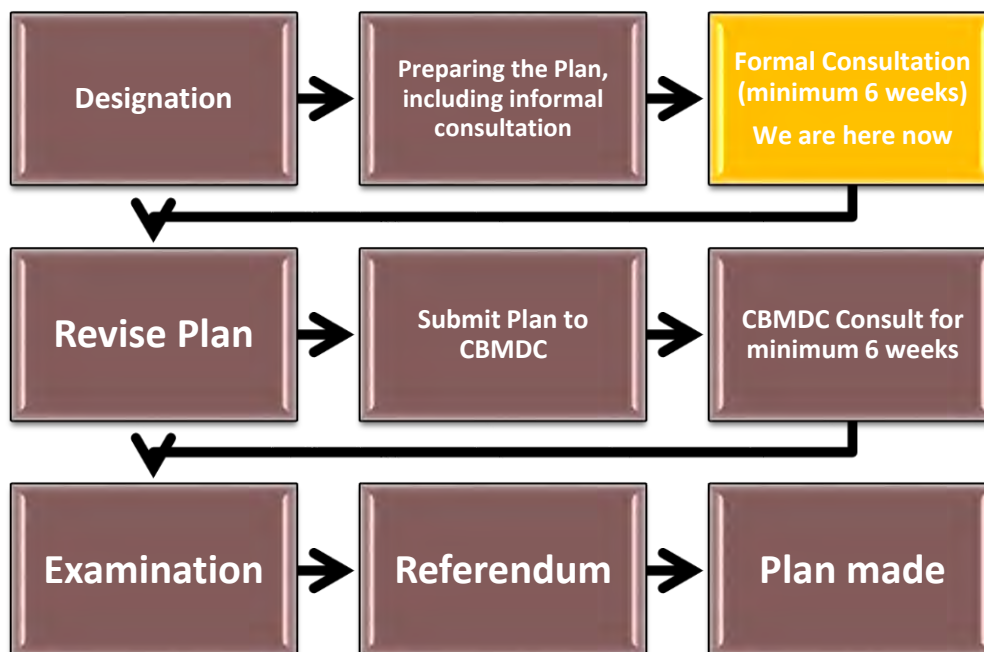 Designation
Preparing the Plan,
including informal
consultation
Formal Consultation
(minimum 6 weeks)
We are here now
Revise Plan
Submit Plan to
CBMDC
CBMDC Consult for
minimum 6 weeks
Examination
Referendum
Plan made